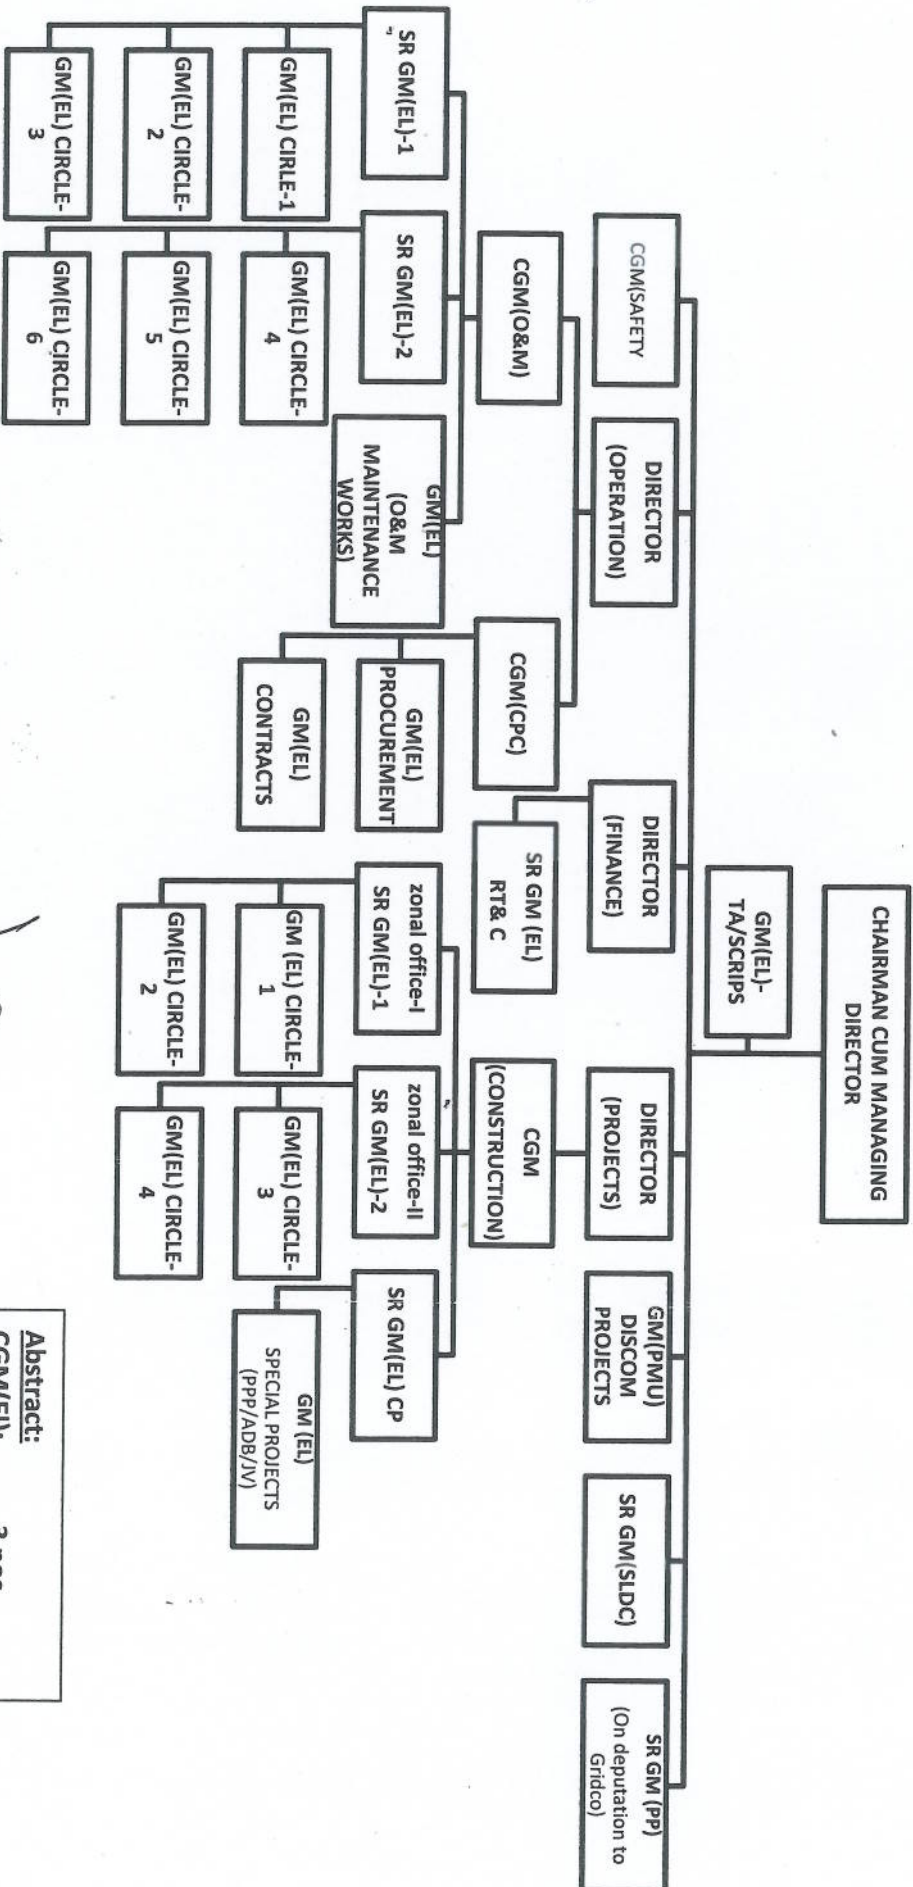 CHAIRMAN CUM MANAGING
DIRECTOR
GM(EL)-
TA/SCRIPS
CGM(SAFETY
DIRECTOR
(OPERATION)
DIRECTOR
(FINANCE)
DIRECTOR
(PROJECTS)
GM(PMU)
DISCOM
PROJECTS
SR GM(SLDC)
SR GM (PP)
(On deputation to
Gridco)
CGM(O&M)
CGM(CPC)
SR GM (EL)
RT& C
CGM
(CONSTRUCTION)
SR GM(EL)-1
SR GM(EL)-2
GM(EL)
(O&M
MAINTENANCE
WORKS)
GM(EL)
PROCUREMENT
GM(EL)
CONTRACTS
zonal office-I
SR GM(EL)-1
zonal office-II
SR GM(EL)-2
SR GM(EL) CP
GM(EL) CIRLE-1
GM(EL) CIRCLE-
2
GM(EL) CIRCLE-
3
GM(EL) CIRCLE-
4
GM(EL) CIRCLE-
5
GM(EL) CIRCLE-
6
GM (EL) CIRCLE-
1
GM(EL) CIRCLE-
2
GM(EL) CIRCLE-
3
GM(EL) CIRCLE-
4
GM (EL)
SPECIAL PROJECTS
(PPP/ADB/JV)
Abstract: